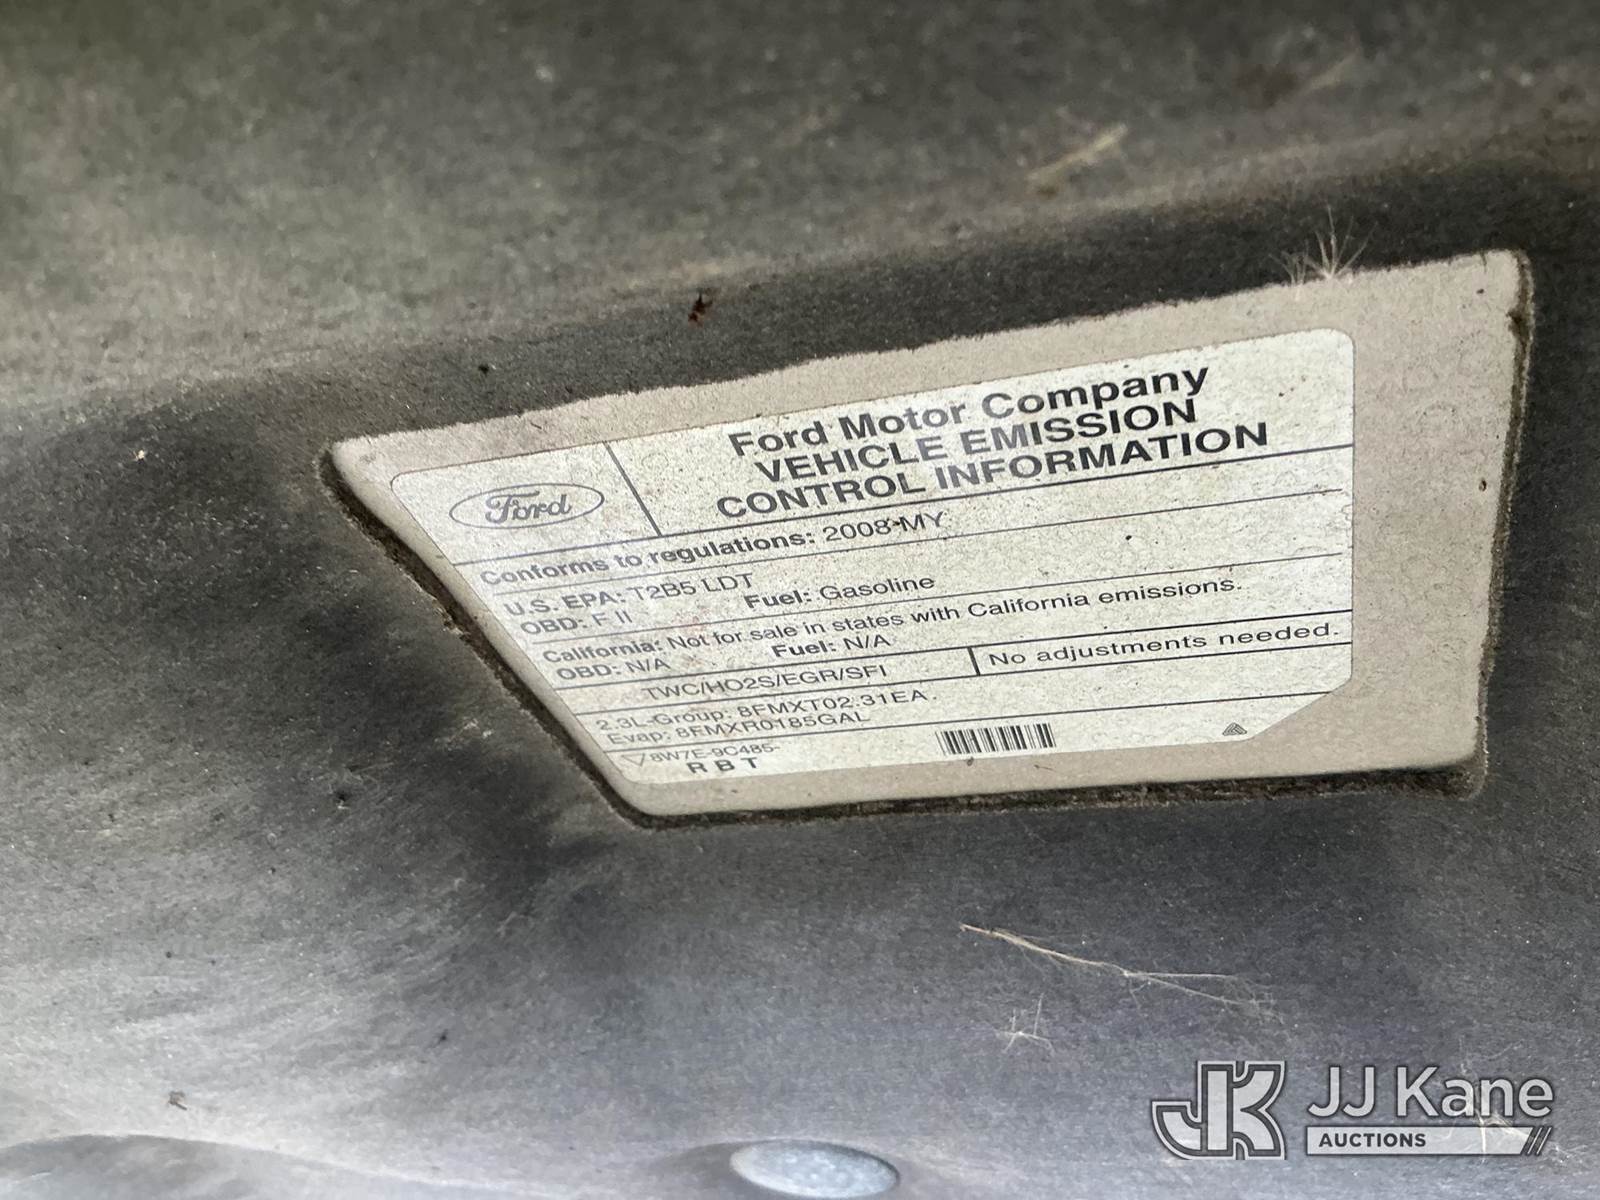 Ford
Ford Motor Company
VEHICLE EMISSION
CONTROL INFORMATION
Conforms to regulations: 2008 MY
U.S. EPA: T2B5 LDT
OBD: F II Fuel: Gasoline
California: Not for sale in states with California emissions.
OBD: N/A Fuel: N/A
TWC/HO2S/EGR/SFI No adjustments needed.
2.3L-Group: 8FMXT02.31EA.
Evap: 8FMXR0185GAL
8W7E-9C485-
R B T
JK JJ Kane
AUCTIONS